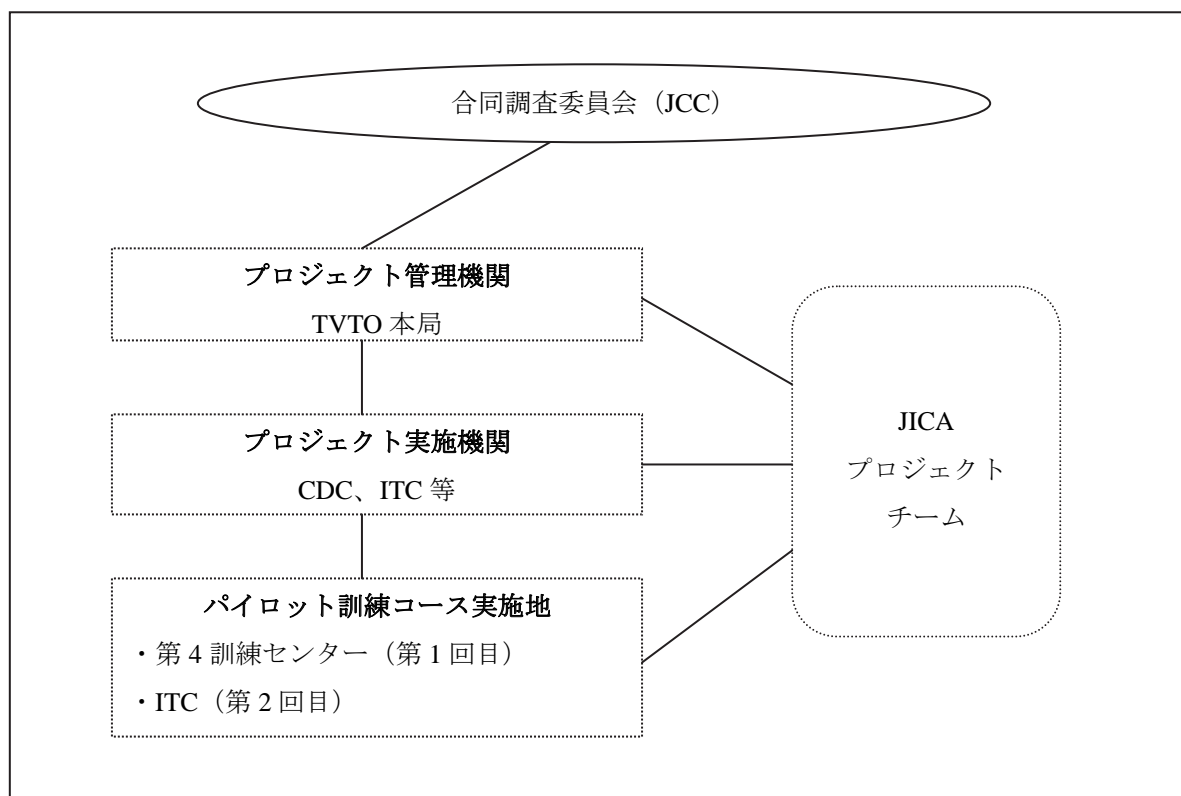 合同調査委員会（JCC）
プロジェクト管理機関
TVTO 本局
プロジェクト実施機関
CDC、ITC 等
パイロット訓練コース実施地
・第 4 訓練センター（第 1 回目）
・ITC（第 2 回目）
JICA
プロジェクト
チーム